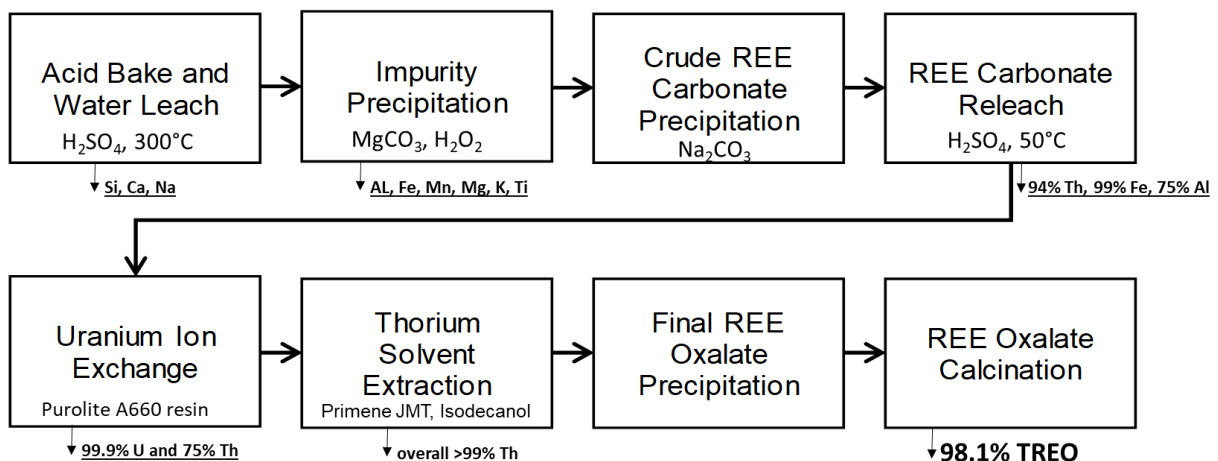 Acid Bake and
Water Leach
H₂SO₄, 300°C
Si, Ca, Na
Impurity
Precipitation
MgCO₃, H₂O₂
AL, Fe, Mn, Mg, K, Ti
Crude REE
Carbonate
Precipitation
Na₂CO₃
REE Carbonate
Releach
H₂SO₄, 50°C
94% Th, 99% Fe, 75% Al
Uranium Ion
Exchange
Purolite A660 resin
99.9% U and 75% Th
Thorium
Solvent
Extraction
Primene JMT, Isodecanol
overall >99% Th
Final REE
Oxalate
Precipitation
REE Oxalate
Calcination
98.1% TREO